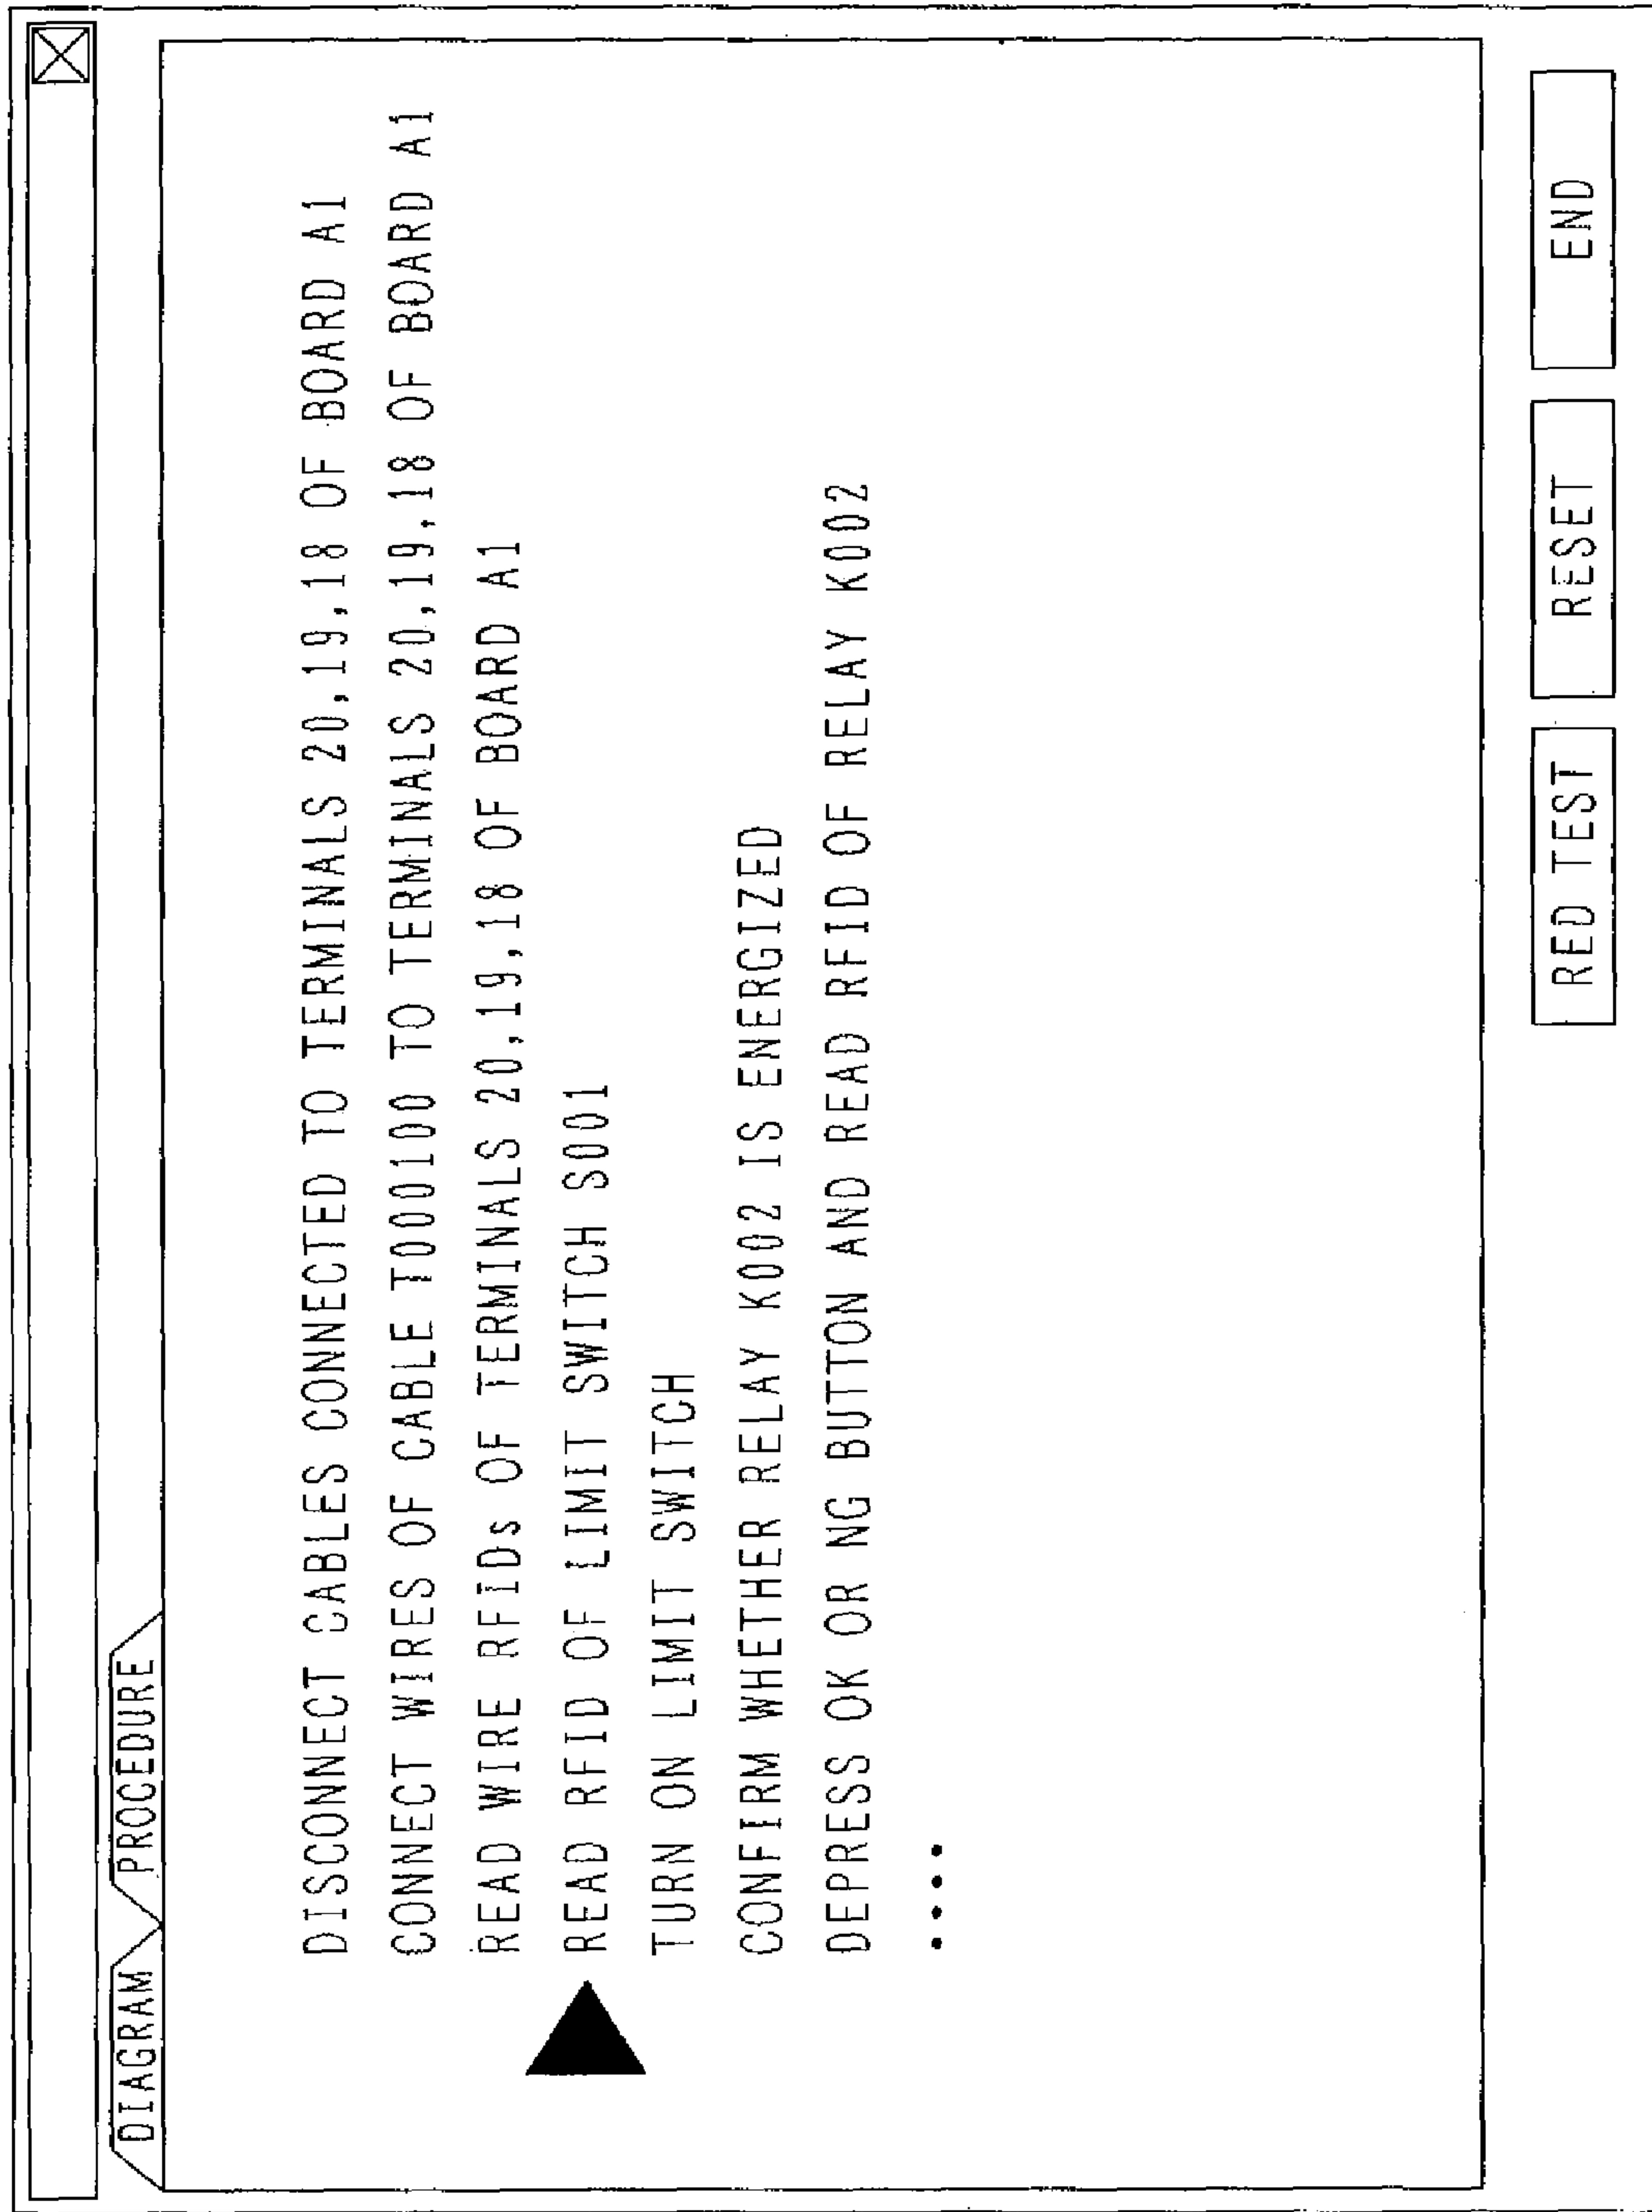 DIAGRAM
PROCEDURE
DISCONNECT CABLES CONNECTED TO TERMINALS 20,19,18 OF BOARD A1
CONNECT WIRES OF CABLE T000100 TO TERMINALS 20,19,18 OF BOARD A1
READ WIRE RFIDs OF TERMINALS 20,19,18 OF BOARD A1
READ RFID OF LIMIT SWITCH S001
TURN ON LIMIT SWITCH
CONFIRM WHETHER RELAY K002 IS ENERGIZED
DEPRESS OK OR NG BUTTON AND READ RFID OF RELAY K002
••••
RED TEST
RESET
END